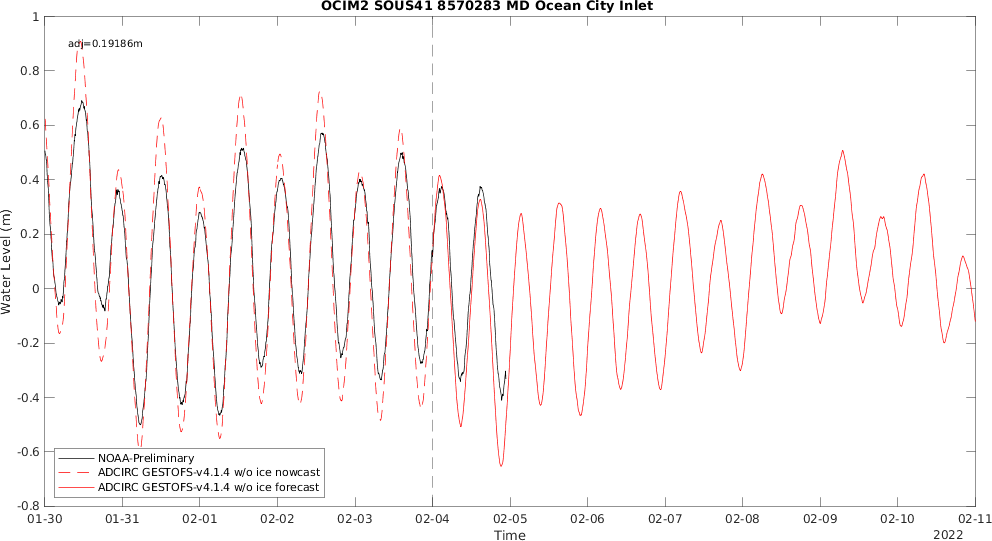 OCIM2 SOUS41 8570283 MD Ocean City Inlet
adj=0.19186m
1
0.8
0.6
0.4
0.2
0
-0.2
-0.4
-0.6
-0.8
Water Level (m)
NOAA-Preliminary
ADCIRC GESTOFS-v4.1.4 w/o ice nowcast
ADCIRC GESTOFS-v4.1.4 w/o ice forecast
01-30 01-31 02-01 02-02 02-03 02-04 02-05 02-06 02-07 02-08 02-09 02-10 02-11
Time
2022